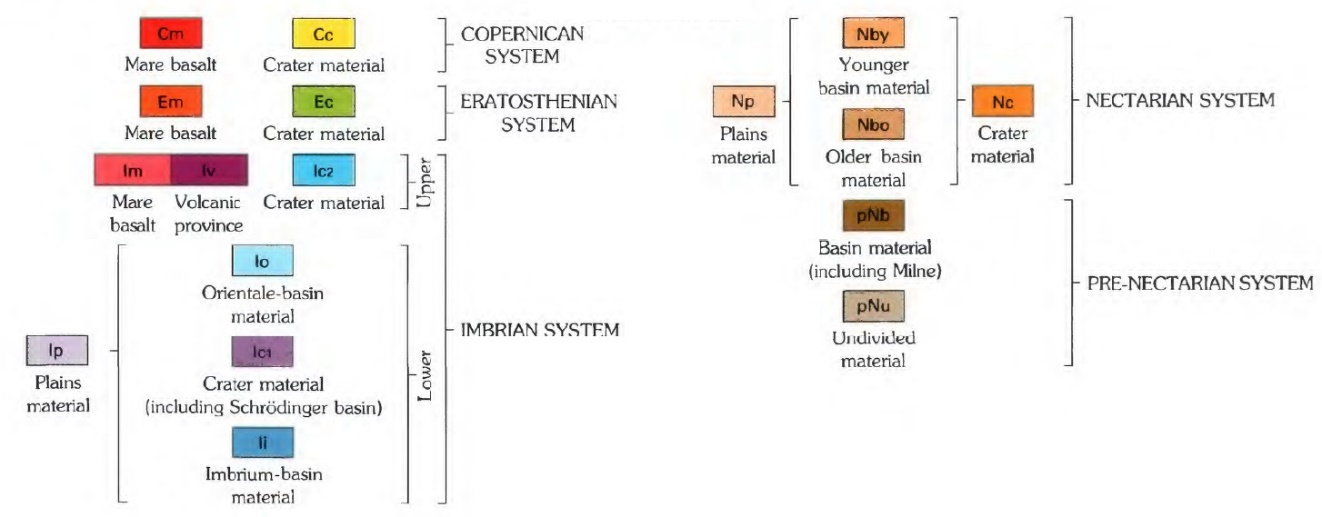 Cm
Mare basalt
Cc
Crater material
COPERNICAN
SYSTEM
Em
Mare basalt
Ec
Crater material
ERATOSTHENIAN
SYSTEM
Im
Iv
Mare
basalt
Volcanic
province
Ic2
Crater material
Upper
Io
Orientale-basin
material
Ip
Plains
material
Ic1
Crater material
(including Schrödinger basin)
Ii
Imbrium-basin
material
Lower
IMBRIAN SYSTEM
Np
Plains
material
Nby
Younger
basin material
Nbo
Older basin
material
Nc
Crater
material
NECTARIAN SYSTEM
pNb
Basin material
(including Milne)
pNu
Undivided
material
PRE-NECTARIAN SYSTEM